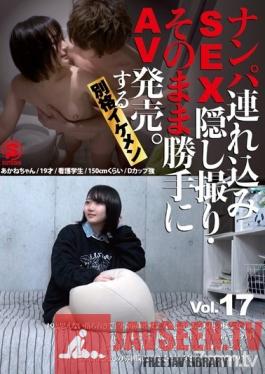 ナンパ連れ込み
SEX隠し撮り・
そのまま勝手に
AV発売。
する
別格イケメン
Vol.17
あかねちゃん/19才/看護学生/150cmくらい/Dカップ強
JAVSEEN.TV
FREE JAV LIBRARY